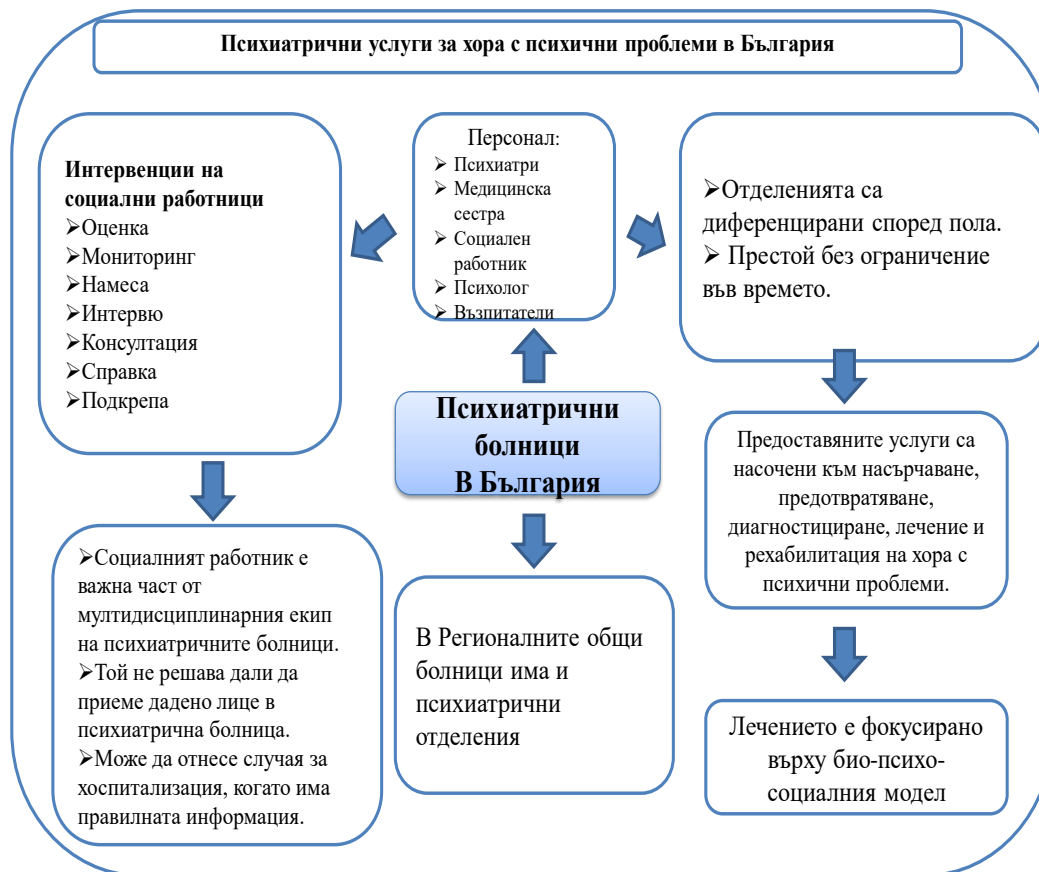 Психиатрични услуги за хора с психични проблеми в България
Интервенции на
социални работници
➢Оценка
➢Мониторинг
➢Намеса
➢Интервю
➢Консултация
➢Справка
➢Подкрепа
Персонал:
➢ Психиатри
➢ Медицинска
сестра
➢ Социален
работник
➢ Психолог
➢ Възпитатели
➢Отделенията са
диференцирани според пола.
➢ Престой без ограничение
във времето.
Психиатрични
болници
В България
Предоставяните услуги са
насочени към насърчаване,
предотвратяване,
диагностициране, лечение и
рехабилитация на хора с
психични проблеми.
➢Социалният работник е
важна част от
мултидисциплинарния екип
на психиатричните болници.
➢Той не решава дали да
приеме дадено лице в
психиатрична болница.
➢Може да отнесе случая за
хоспитализация, когато има
правилната информация.
В Регионалните общи
болници има и
психиатрични
отделения
Лечението е фокусирано
върху био-психо-
социалния модел